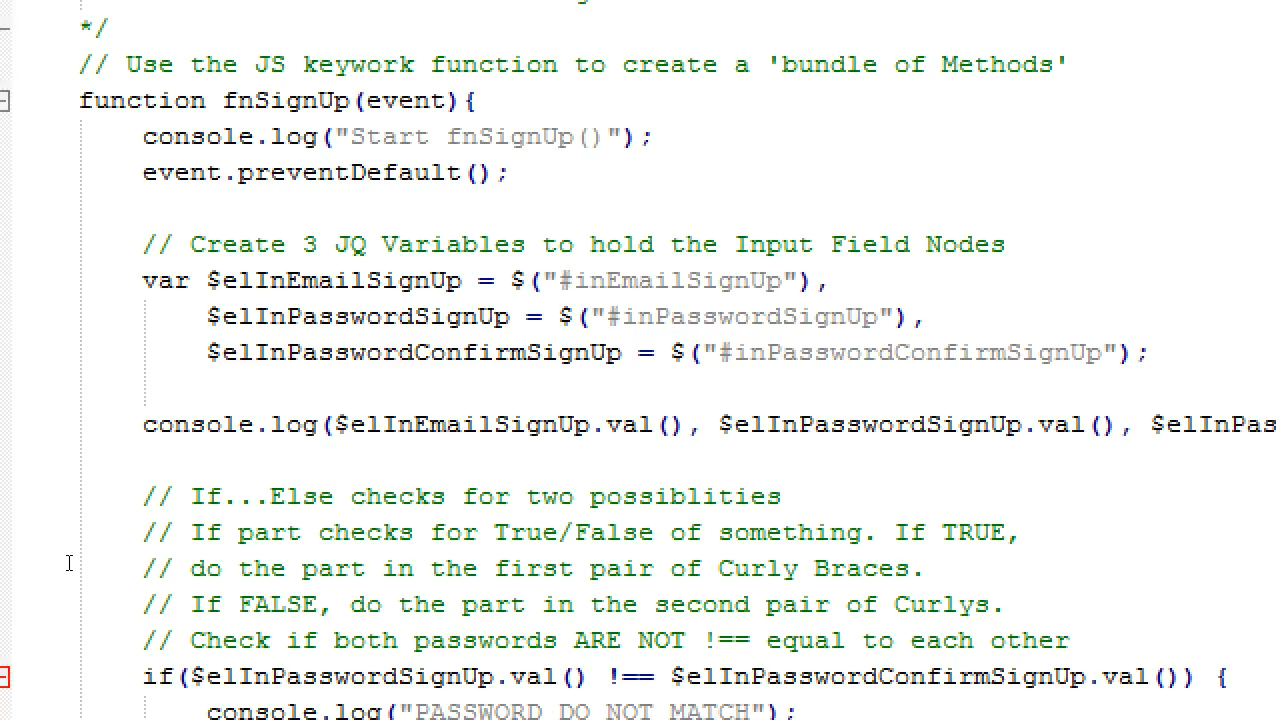 */
// Use the JS keywork function to create a 'bundle of Methods'
function fnSignUp(event){
console.log("Start fnSignUp()");
event.preventDefault();
// Create 3 JQ Variables to hold the Input Field Nodes
var $elInEmailSignUp = $("#inEmailSignUp"),
$elInPasswordSignUp = $("#inPasswordSignUp"),
$elInPasswordConfirmSignUp = $("#inPasswordConfirmSignUp");
console.log($elInEmailSignUp.val(), $elInPasswordSignUp.val(), $elInPas
// If...Else checks for two possiblities
// If part checks for True/False of something. If TRUE,
// do the part in the first pair of Curly Braces.
// If FALSE, do the part in the second pair of Curlys.
// Check if both passwords ARE NOT !== equal to each other
if($elInPasswordSignUp.val() !== $elInPasswordConfirmSignUp.val()) {
console.log("PASSWORD DO NOT MATCH");